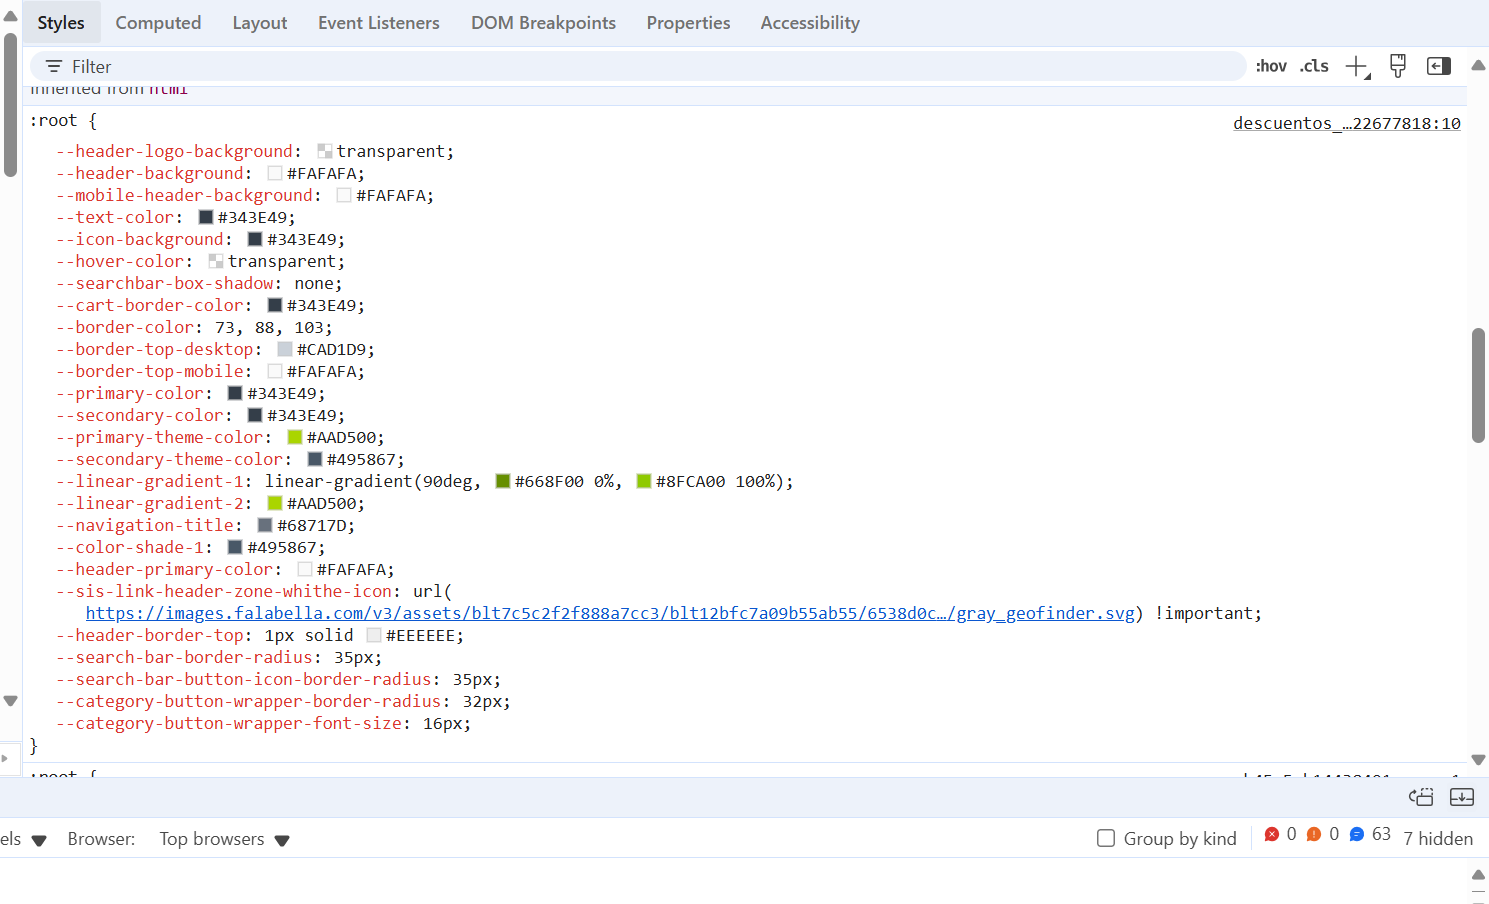 Styles Computed Layout Event Listeners DOM Breakpoints Properties Accessibility
Filter :hov .cls
Inherited from html
:root { descuentos_…22677818:10
--header-logo-background: transparent;
--header-background: #FAFAFA;
--mobile-header-background: #FAFAFA;
--text-color: #343E49;
--icon-background: #343E49;
--hover-color: transparent;
--searchbar-box-shadow: none;
--cart-border-color: #343E49;
--border-color: 73, 88, 103;
--border-top-desktop: #CAD1D9;
--border-top-mobile: #FAFAFA;
--primary-color: #343E49;
--secondary-color: #343E49;
--primary-theme-color: #AAD500;
--secondary-theme-color: #495867;
--linear-gradient-1: linear-gradient(90deg, #668F00 0%, #8FCA00 100%);
--linear-gradient-2: #AAD500;
--navigation-title: #68717D;
--color-shade-1: #495867;
--header-primary-color: #FAFAFA;
--sis-link-header-zone-whithe-icon: url(
https://images.falabella.com/v3/assets/blt7c5c2f2f888a7cc3/blt12bfc7a09b55ab55/6538d0c…/gray_geofinder.svg) !important;
--header-border-top: 1px solid #EEEEEE;
--search-bar-border-radius: 35px;
--search-bar-button-icon-border-radius: 35px;
--category-button-wrapper-border-radius: 32px;
--category-button-wrapper-font-size: 16px;
}
:root {
els Browser: Top browsers Group by kind 0 0 63 7 hidden